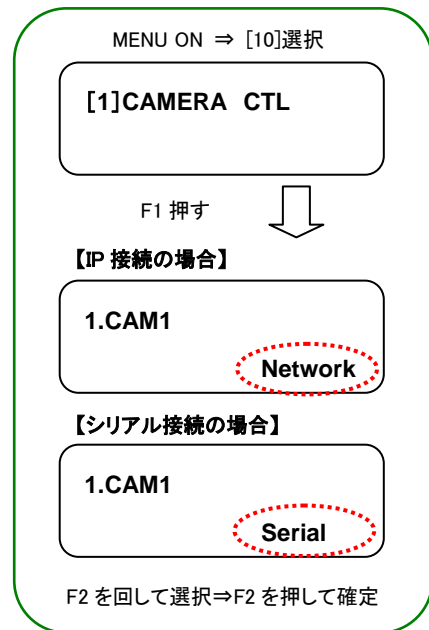 MENU ON ⇒ [10]選択
[1]CAMERA CTL
F1 押す
【IP 接続の場合】
1.CAM1
Network
【シリアル接続の場合】
1.CAM1
Serial
F2 を回して選択⇒F2 を押して確定